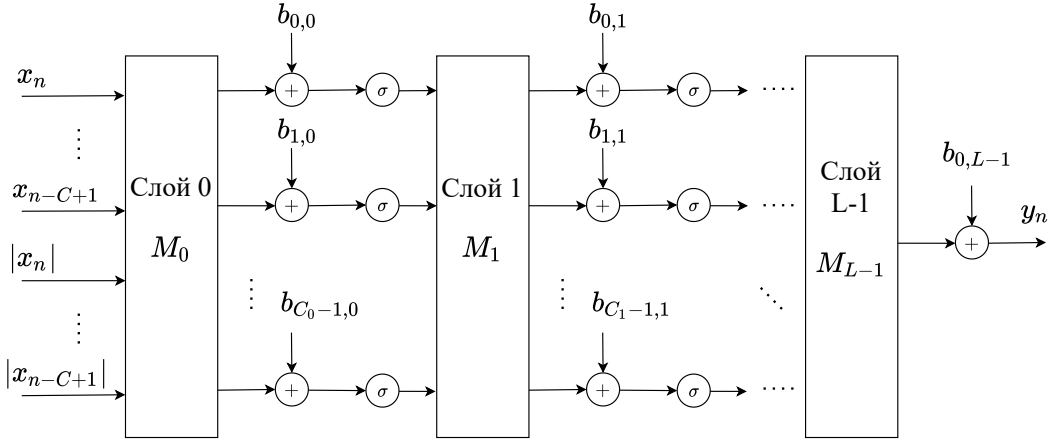 b_{0,0}
b_{0,1}
x_n
+
σ
+
σ
....
b_{1,0}
b_{1,1}
b_{0,L-1}
x_{n-C+1}
Слой 0
+
σ
Слой 1
+
σ
....
Слой
L-1
y_n
|x_n|
M_0
M_1
M_{L-1}
+
b_{C_0-1,0}
b_{C_1-1,1}
|x_{n-C+1}|
+
σ
+
σ
....